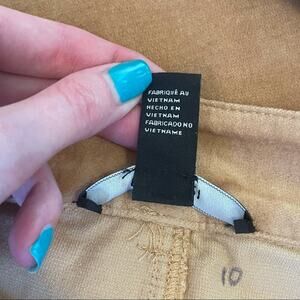 FABRIQUÉ AU
VIETNAM
HECHO EN
VIETNAM
FABRICADO NO
VIETNAME
10